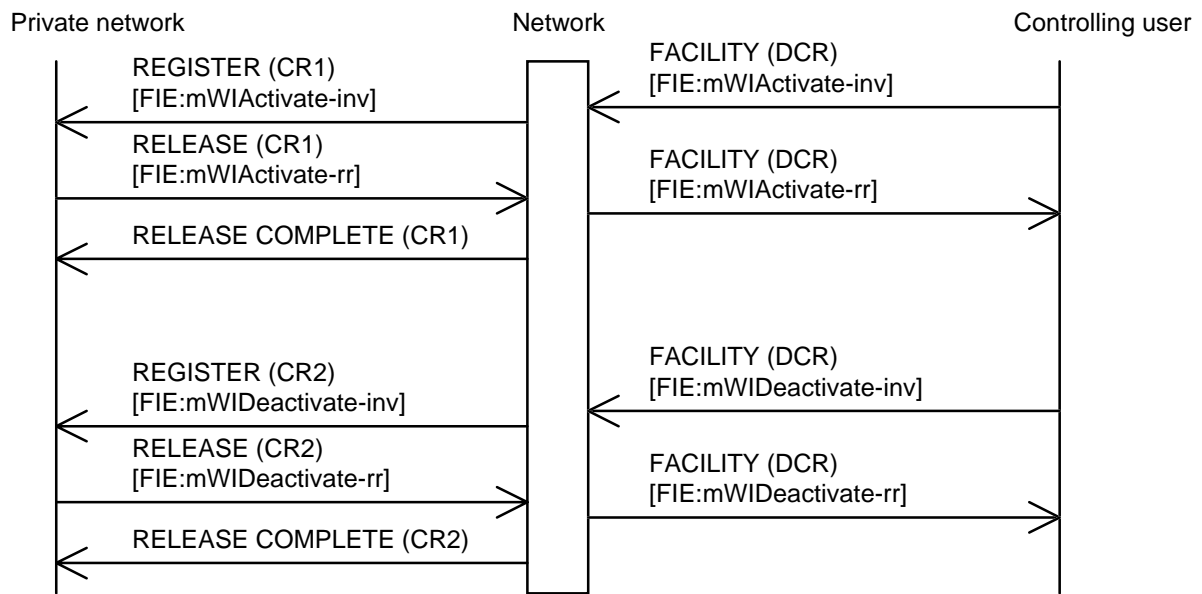 Private network
Network
Controlling user
REGISTER (CR1)
[FIE:mWIActivate-inv]
FACILITY (DCR)
[FIE:mWIActivate-inv]
RELEASE (CR1)
[FIE:mWIActivate-rr]
FACILITY (DCR)
[FIE:mWIActivate-rr]
RELEASE COMPLETE (CR1)
REGISTER (CR2)
[FIE:mWIDeactivate-inv]
FACILITY (DCR)
[FIE:mWIDeactivate-inv]
RELEASE (CR2)
[FIE:mWIDeactivate-rr]
FACILITY (DCR)
[FIE:mWIDeactivate-rr]
RELEASE COMPLETE (CR2)